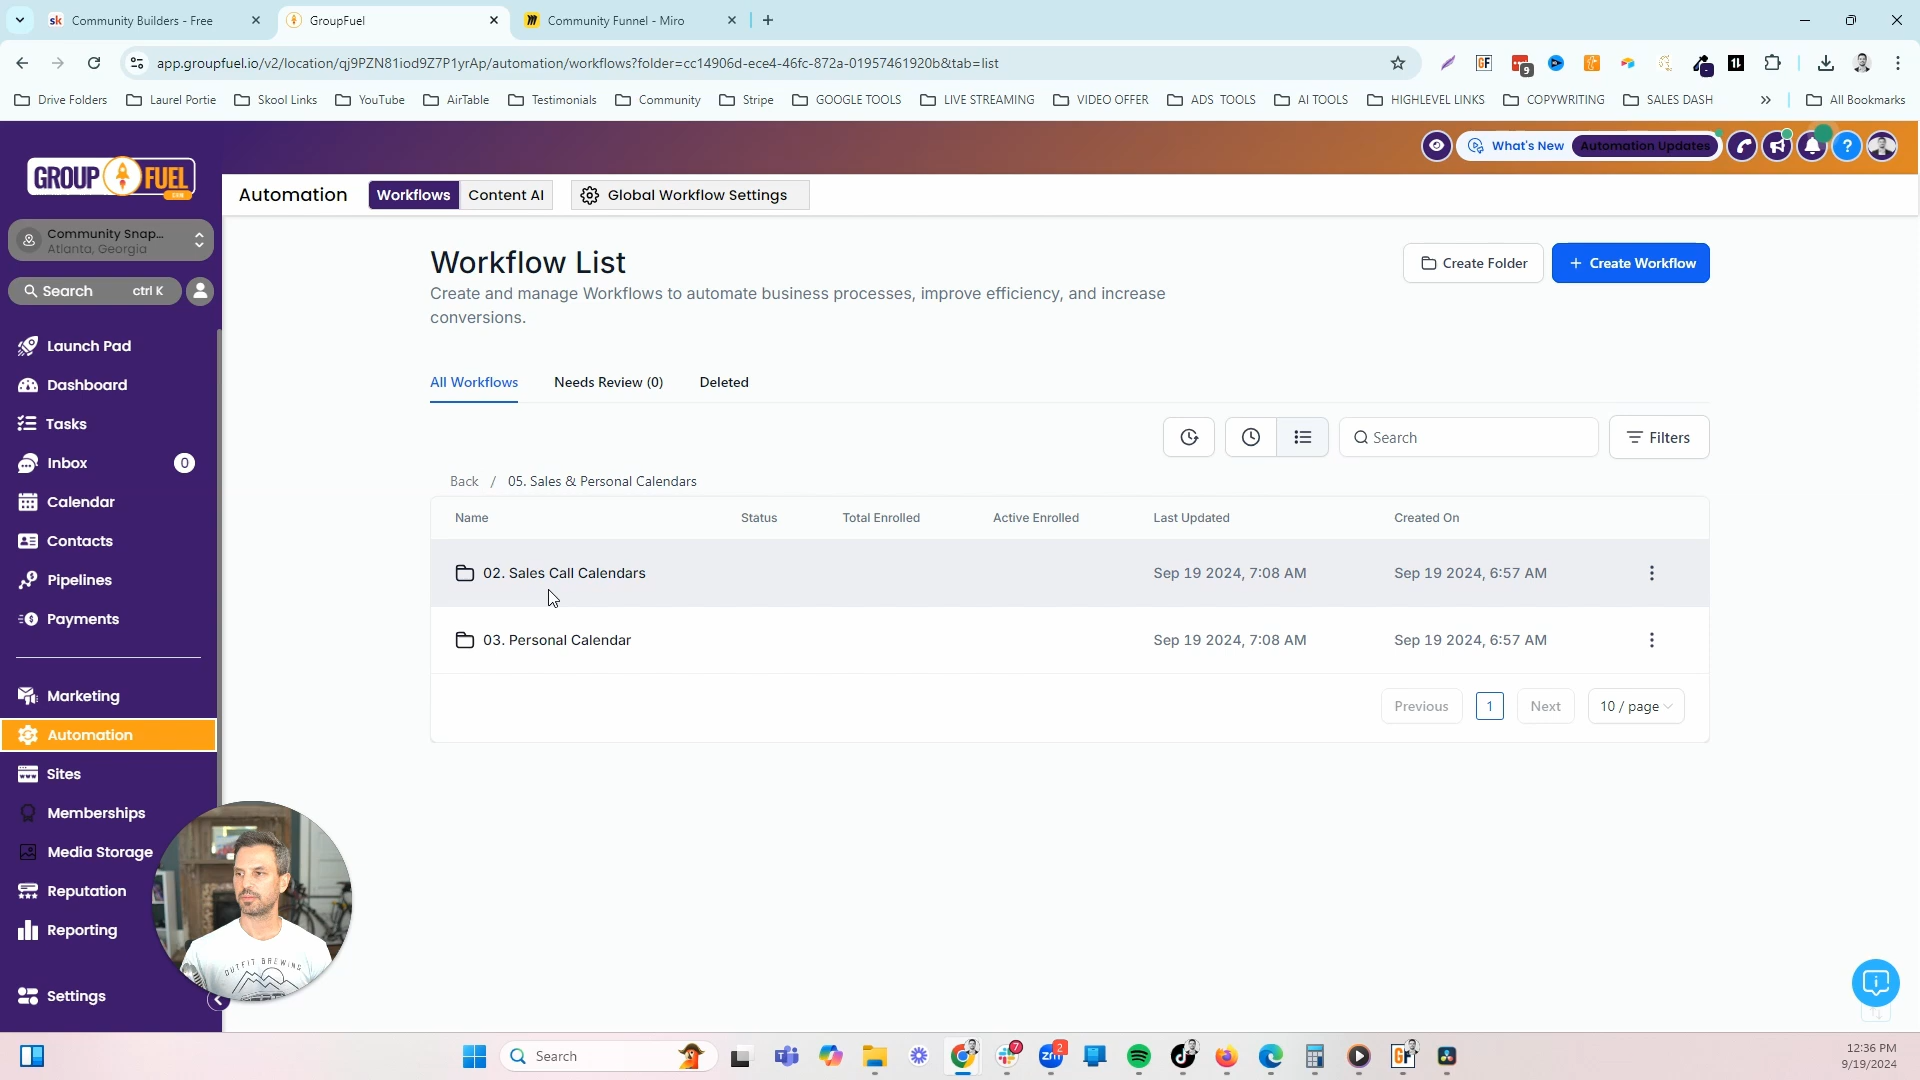 sk Community Builders - Free
GroupFuel
Community Funnel - Miro
app.groupfuel.io/v2/location/qj9PZN81iod9Z7P1yrAp/automation/workflows?folder=cc14906d-ece4-46fc-872a-01957461920b&tab=list
GF
9
Drive Folders
Laurel Portie
Skool Links
YouTube
AirTable
Testimonials
Community
Stripe
GOOGLE TOOLS
LIVE STREAMING
VIDEO OFFER
ADS TOOLS
AI TOOLS
HIGHLEVEL LINKS
COPYWRITING
SALES DASH
All Bookmarks
GROUP FUEL
What's New
Automation Updates
?
Automation
Workflows
Content AI
Global Workflow Settings
Community Snap...
Atlanta, Georgia
Search ctrl K
Launch Pad
Dashboard
Tasks
Inbox 0
Calendar
Contacts
Pipelines
Payments
Marketing
Automation
Sites
Memberships
Media Storage
Reputation
Reporting
Settings
Workflow List
Create and manage Workflows to automate business processes, improve efficiency, and increase
conversions.
Create Folder
+ Create Workflow
All Workflows
Needs Review (0)
Deleted
Search
Filters
Back / 05. Sales & Personal Calendars
Name Status Total Enrolled Active Enrolled Last Updated Created On
02. Sales Call Calendars Sep 19 2024, 7:08 AM Sep 19 2024, 6:57 AM
03. Personal Calendar Sep 19 2024, 7:08 AM Sep 19 2024, 6:57 AM
Previous 1 Next 10 / page
OUTFIT BREWING
Search
7
zm
2
GF
12:36 PM
9/19/2024